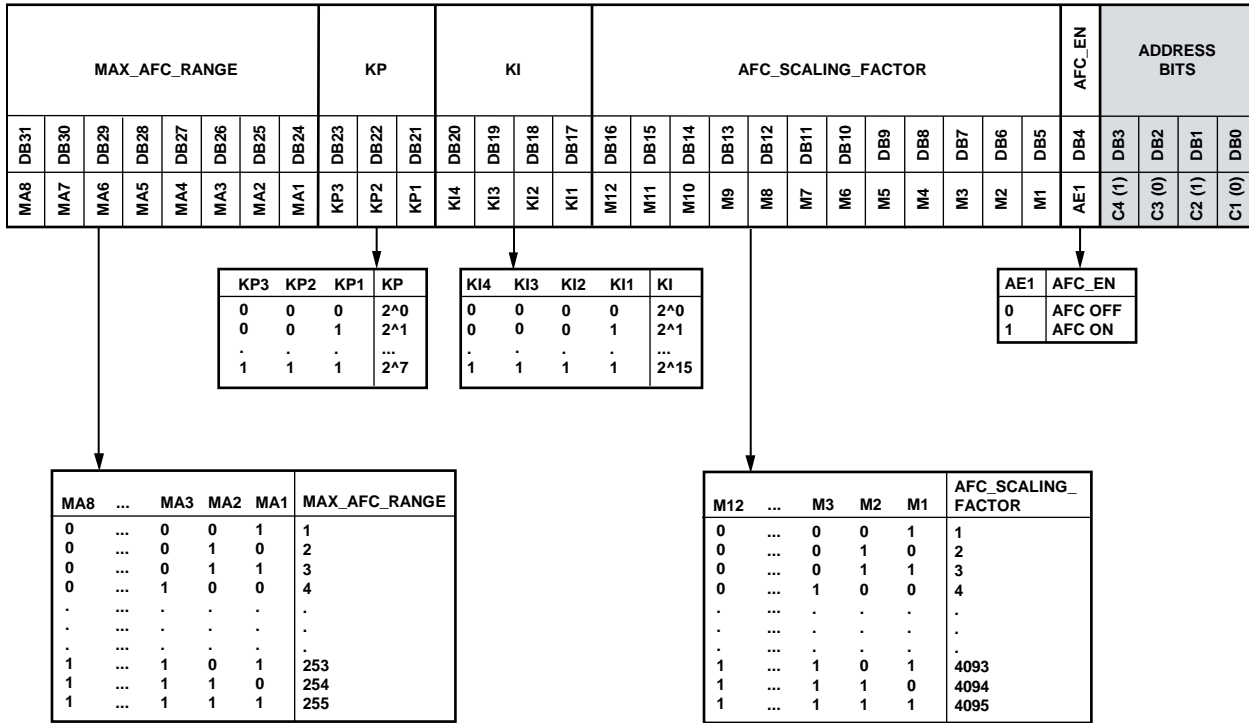 MAX_AFC_RANGE KP KI AFC_SCALING_FACTOR AFC_EN ADDRESS
BITS
DB31 DB30 DB29 DB28 DB27 DB26 DB25 DB24 DB23 DB22 DB21 DB20 DB19 DB18 DB17 DB16 DB15 DB14 DB13 DB12 DB11 DB10 DB9 DB8 DB7 DB6 DB5 DB4 DB3 DB2 DB1 DB0
MA8 MA7 MA6 MA5 MA4 MA3 MA2 MA1 KP3 KP2 KP1 KI4 KI3 KI2 KI1 M12 M11 M10 M9 M8 M7 M6 M5 M4 M3 M2 M1 AE1 C4 (1) C3 (0) C2 (1) C1 (0)
KP3 KP2 KP1 KP
0 0 0 2^0
0 0 1 2^1
. . . ...
1 1 1 2^7
KI4 KI3 KI2 KI1 KI
0 0 0 0 2^0
0 0 0 1 2^1
. . . . ...
1 1 1 1 2^15
AE1 AFC_EN
0 AFC OFF
1 AFC ON
MA8 ... MA3 MA2 MA1 MAX_AFC_RANGE
0 ... 0 0 1 1
0 ... 0 1 0 2
0 ... 0 1 1 3
0 ... 1 0 0 4
. ... . . . .
. ... . . . .
. ... . . . .
1 ... 1 0 1 253
1 ... 1 1 0 254
1 ... 1 1 1 255
M12 ... M3 M2 M1 AFC_SCALING_
FACTOR
0 ... 0 0 1 1
0 ... 0 1 0 2
0 ... 0 1 1 3
0 ... 1 0 0 4
. ... . . . .
. ... . . . .
. ... . . . .
1 ... 1 0 1 4093
1 ... 1 1 0 4094
1 ... 1 1 1 4095